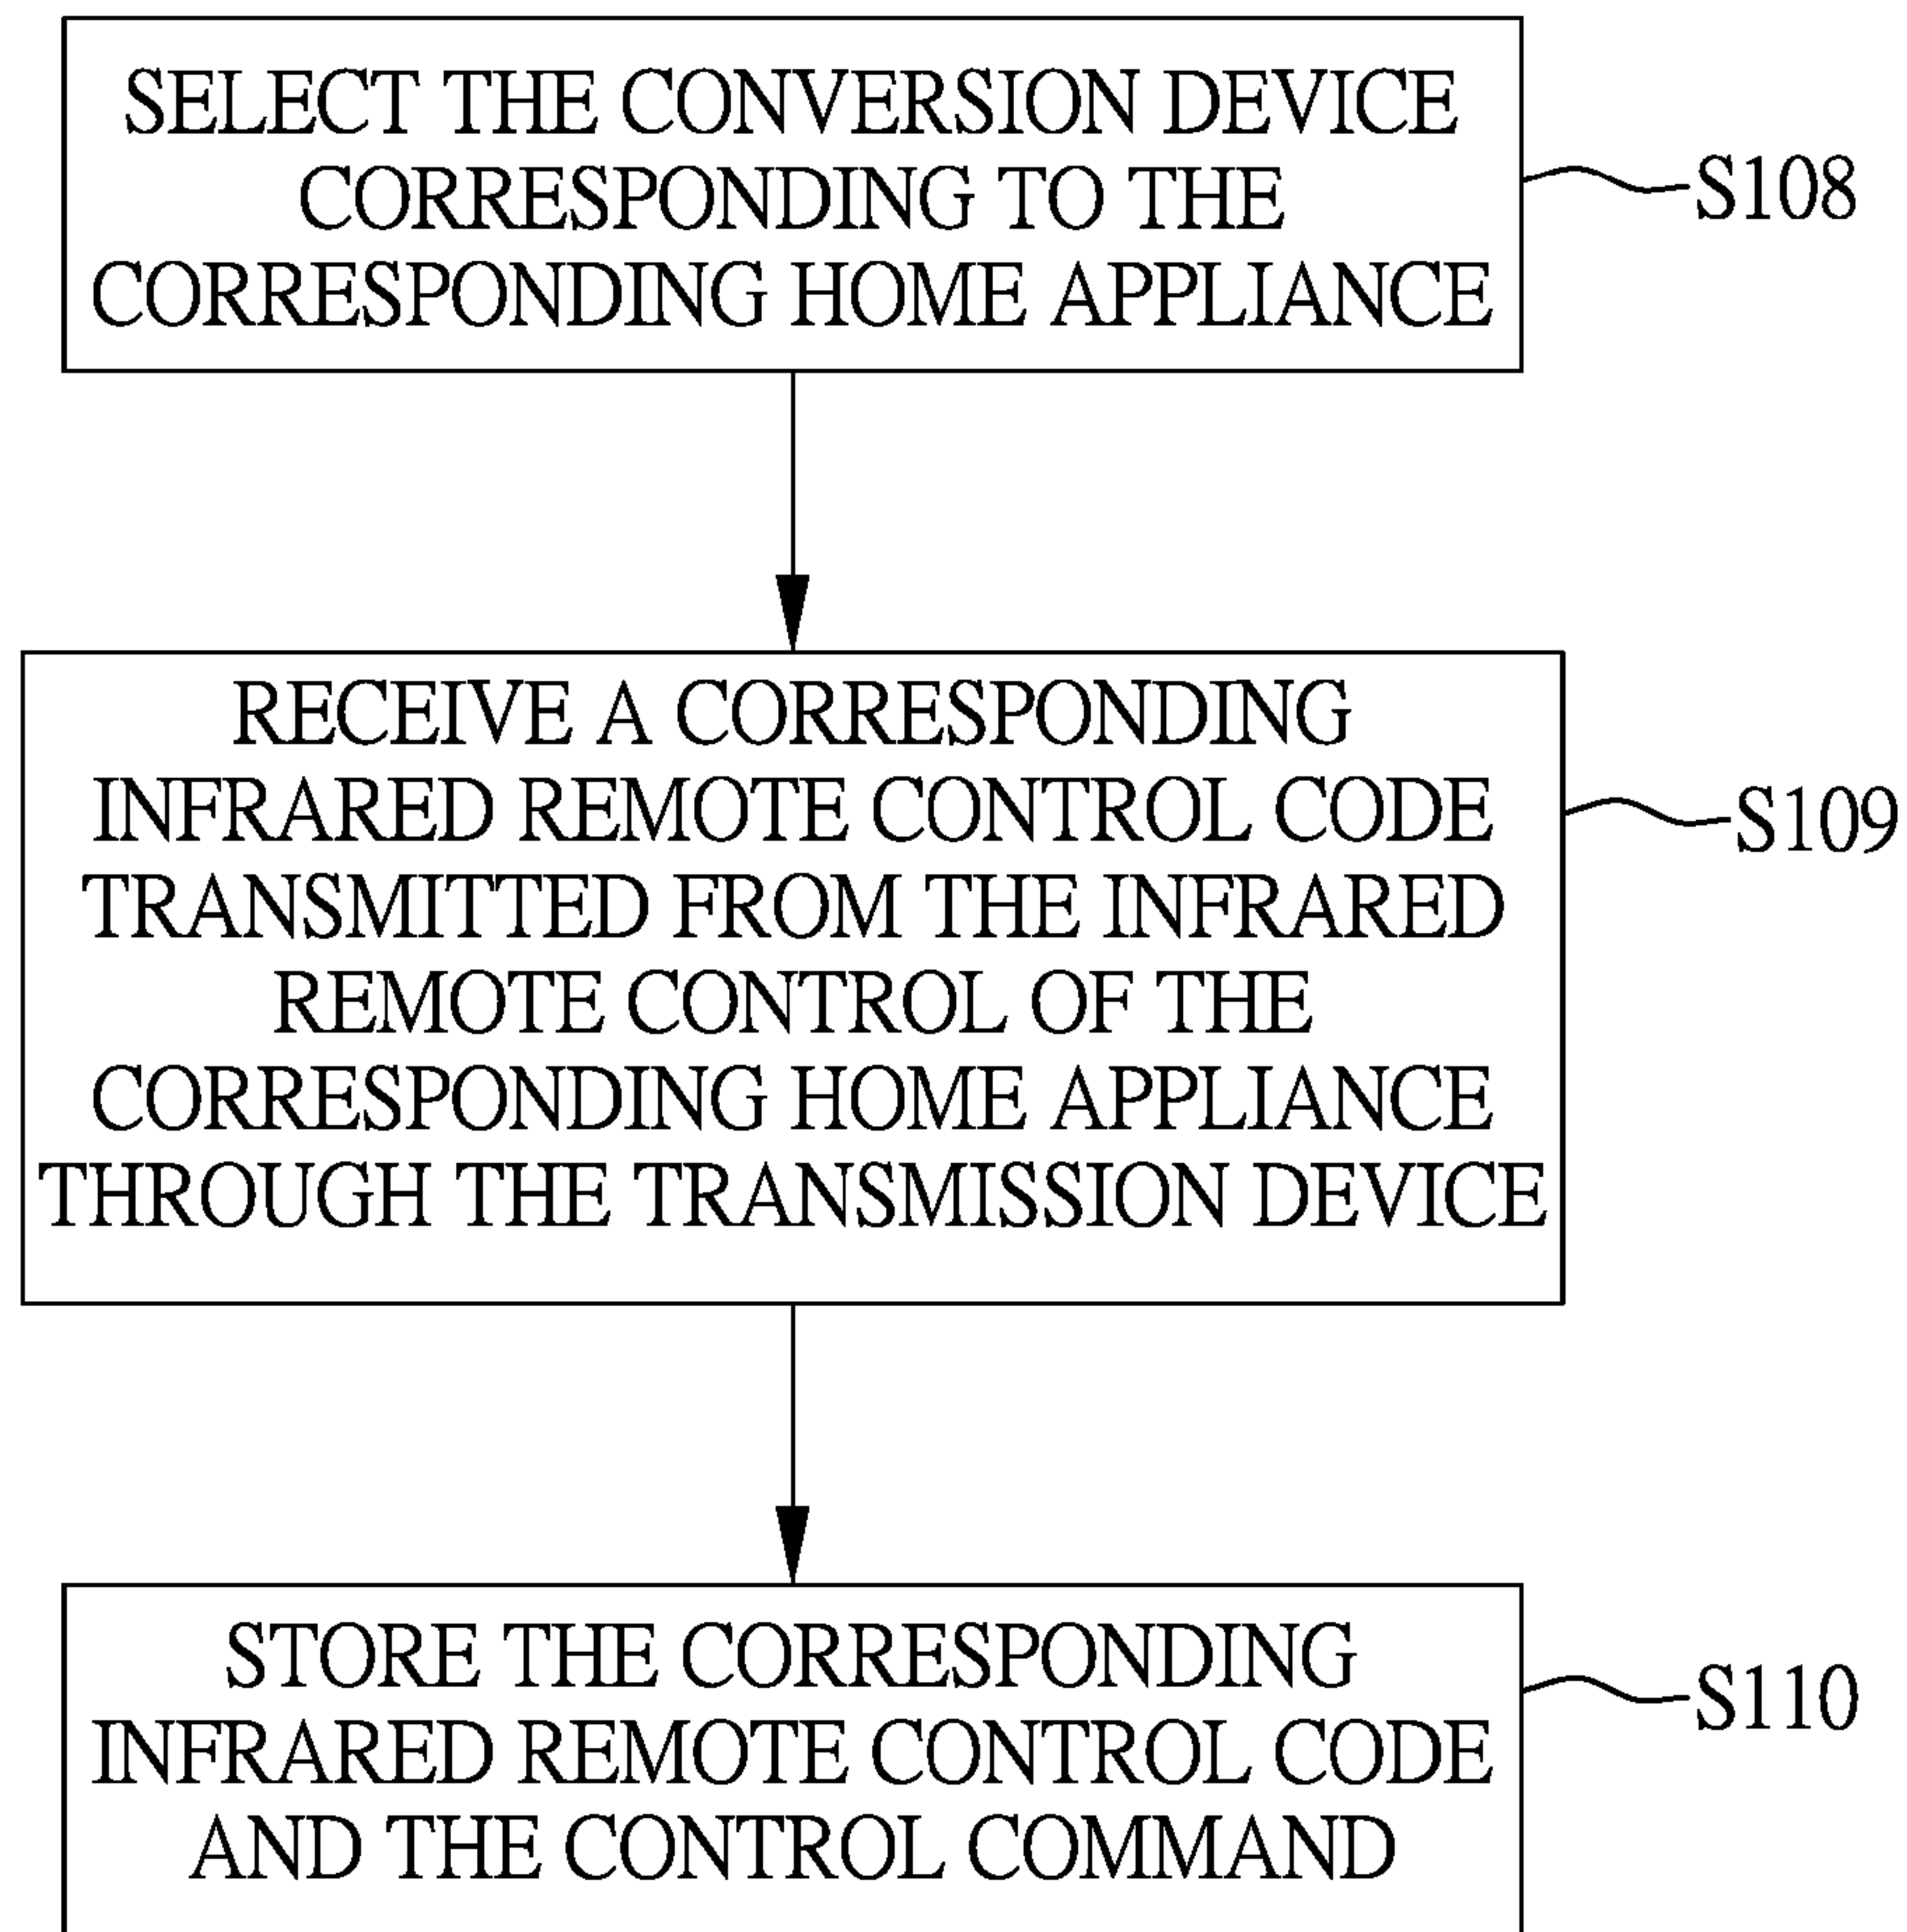 SELECT THE CONVERSION DEVICE
CORRESPONDING TO THE
CORRESPONDING HOME APPLIANCE
S108
RECEIVE A CORRESPONDING
INFRARED REMOTE CONTROL CODE
TRANSMITTED FROM THE INFRARED
REMOTE CONTROL OF THE
CORRESPONDING HOME APPLIANCE
THROUGH THE TRANSMISSION DEVICE
S109
STORE THE CORRESPONDING
INFRARED REMOTE CONTROL CODE
AND THE CONTROL COMMAND
S110